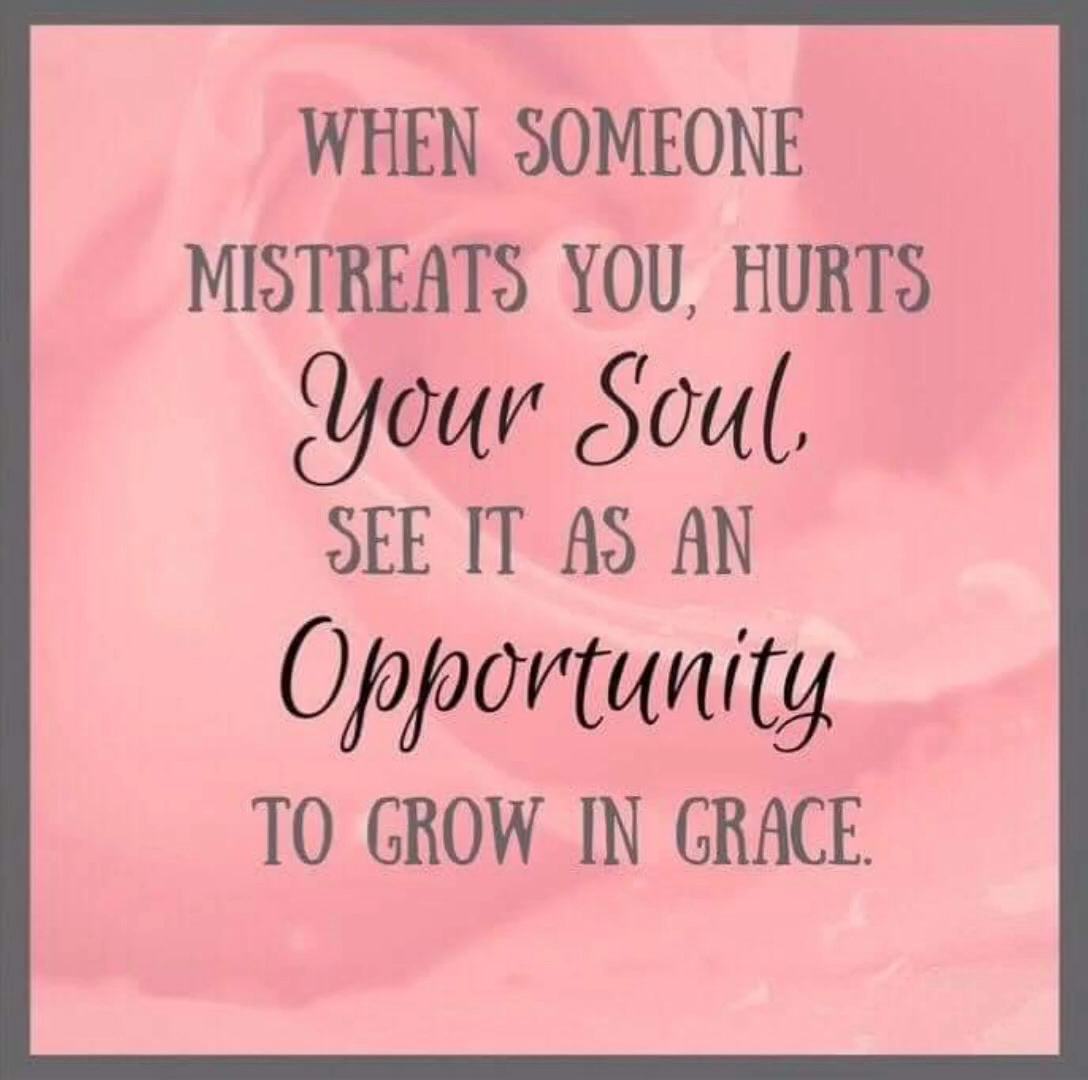 WHEN SOMEONE
MISTREATS YOU, HURTS
Your Soul,
SEE IT AS AN
Opportunity
TO GROW IN GRACE.